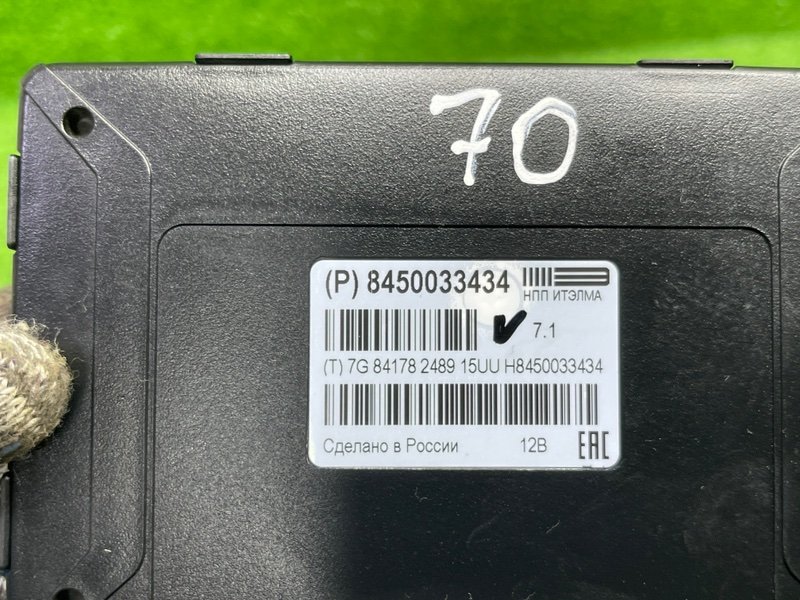 70
(P) 8450033434
НПП ИТЭЛМА
7.1
(T) 7G 84178 2489 15UU H8450033434
Сделано в России 12В EAC